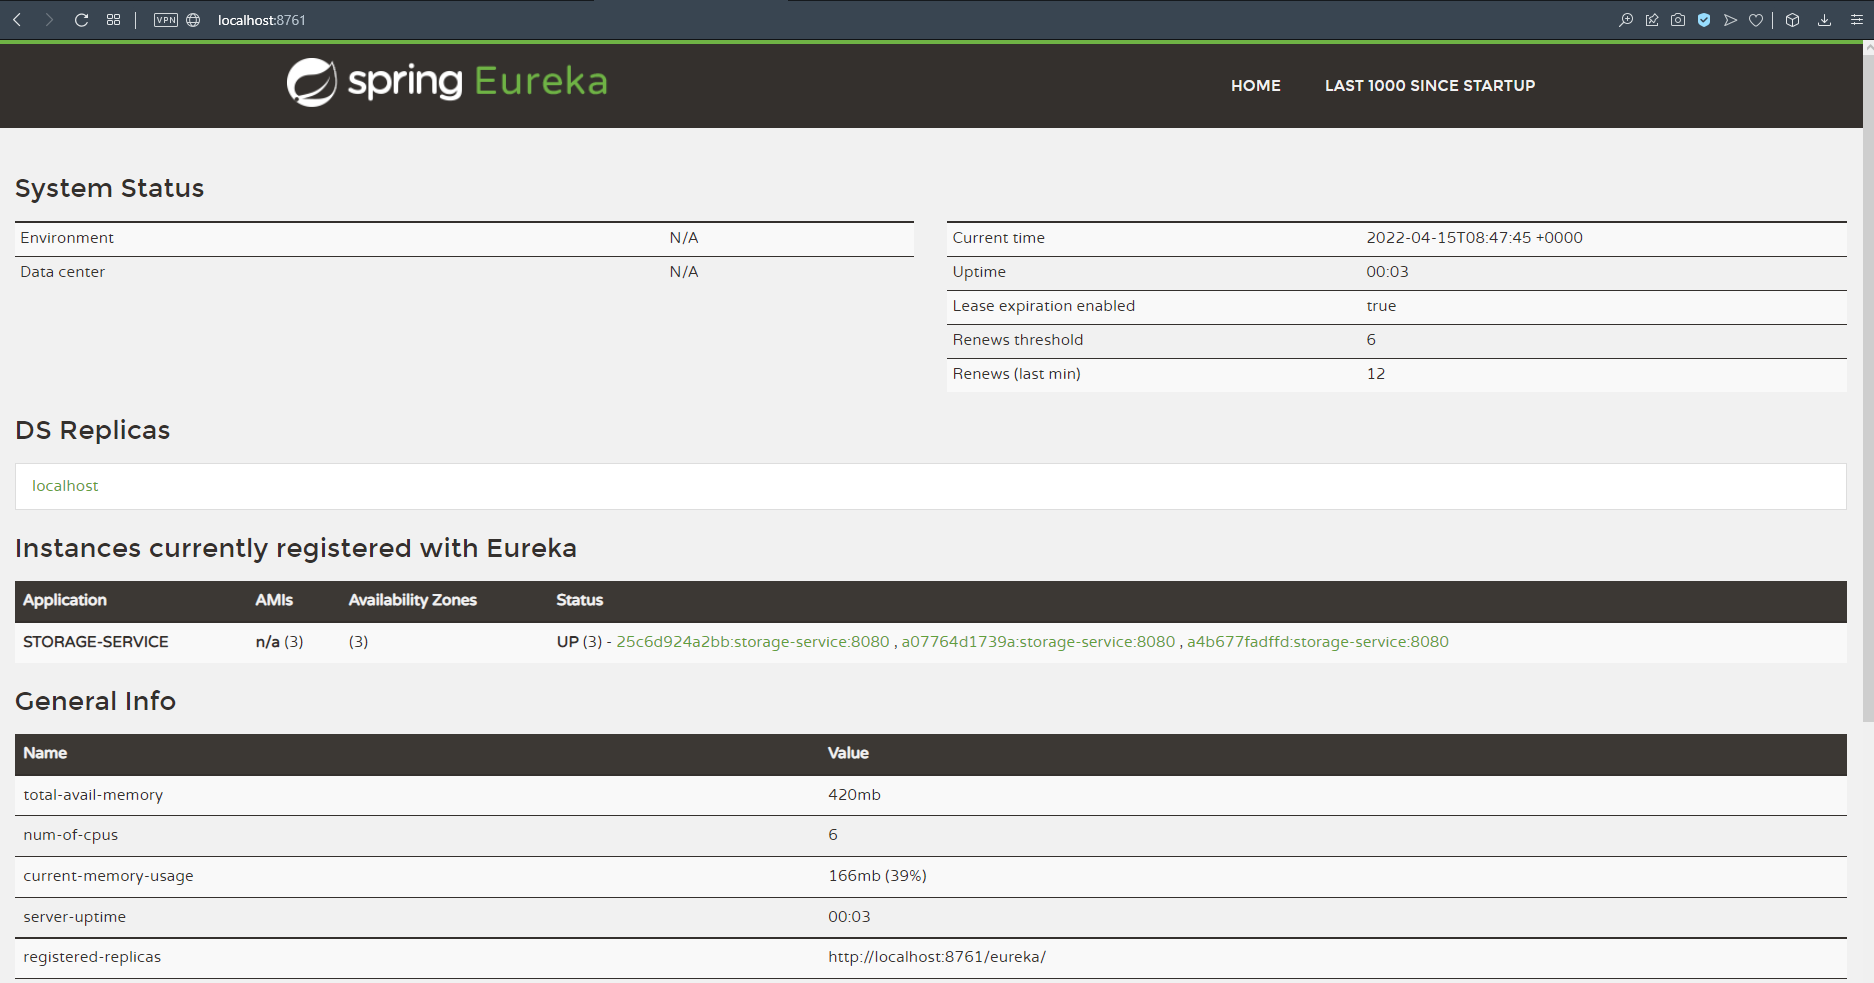 VPN localhost:8761
spring Eureka
HOME LAST 1000 SINCE STARTUP
System Status
Environment N/A
Data center N/A
Current time 2022-04-15T08:47:45 +0000
Uptime 00:03
Lease expiration enabled true
Renews threshold 6
Renews (last min) 12
DS Replicas
localhost
Instances currently registered with Eureka
Application AMIs Availability Zones Status
STORAGE-SERVICE n/a (3) (3) UP (3) - 25c6d924a2bb:storage-service:8080 , a07764d1739a:storage-service:8080 , a4b677fadffd:storage-service:8080
General Info
Name Value
total-avail-memory 420mb
num-of-cpus 6
current-memory-usage 166mb (39%)
server-uptime 00:03
registered-replicas http://localhost:8761/eureka/